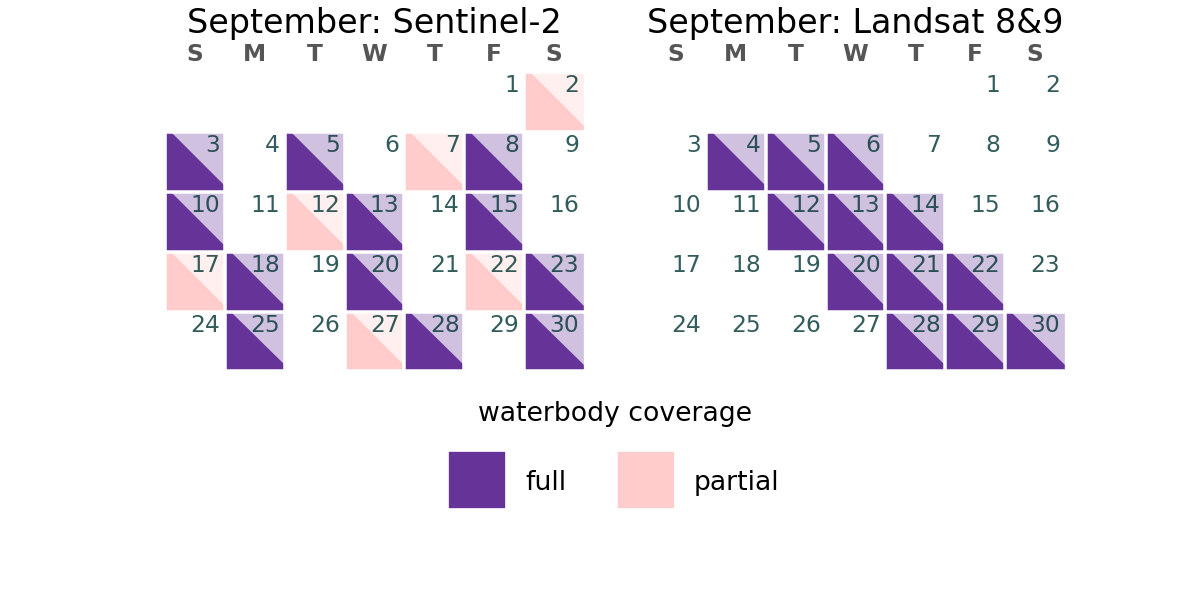 September: Sentinel-2
S M T W T F S
1 2
3 4 5 6 7 8 9
10 11 12 13 14 15 16
17 18 19 20 21 22 23
24 25 26 27 28 29 30
September: Landsat 8&9
S M T W T F S
1 2
3 4 5 6 7 8 9
10 11 12 13 14 15 16
17 18 19 20 21 22 23
24 25 26 27 28 29 30
waterbody coverage
full
partial